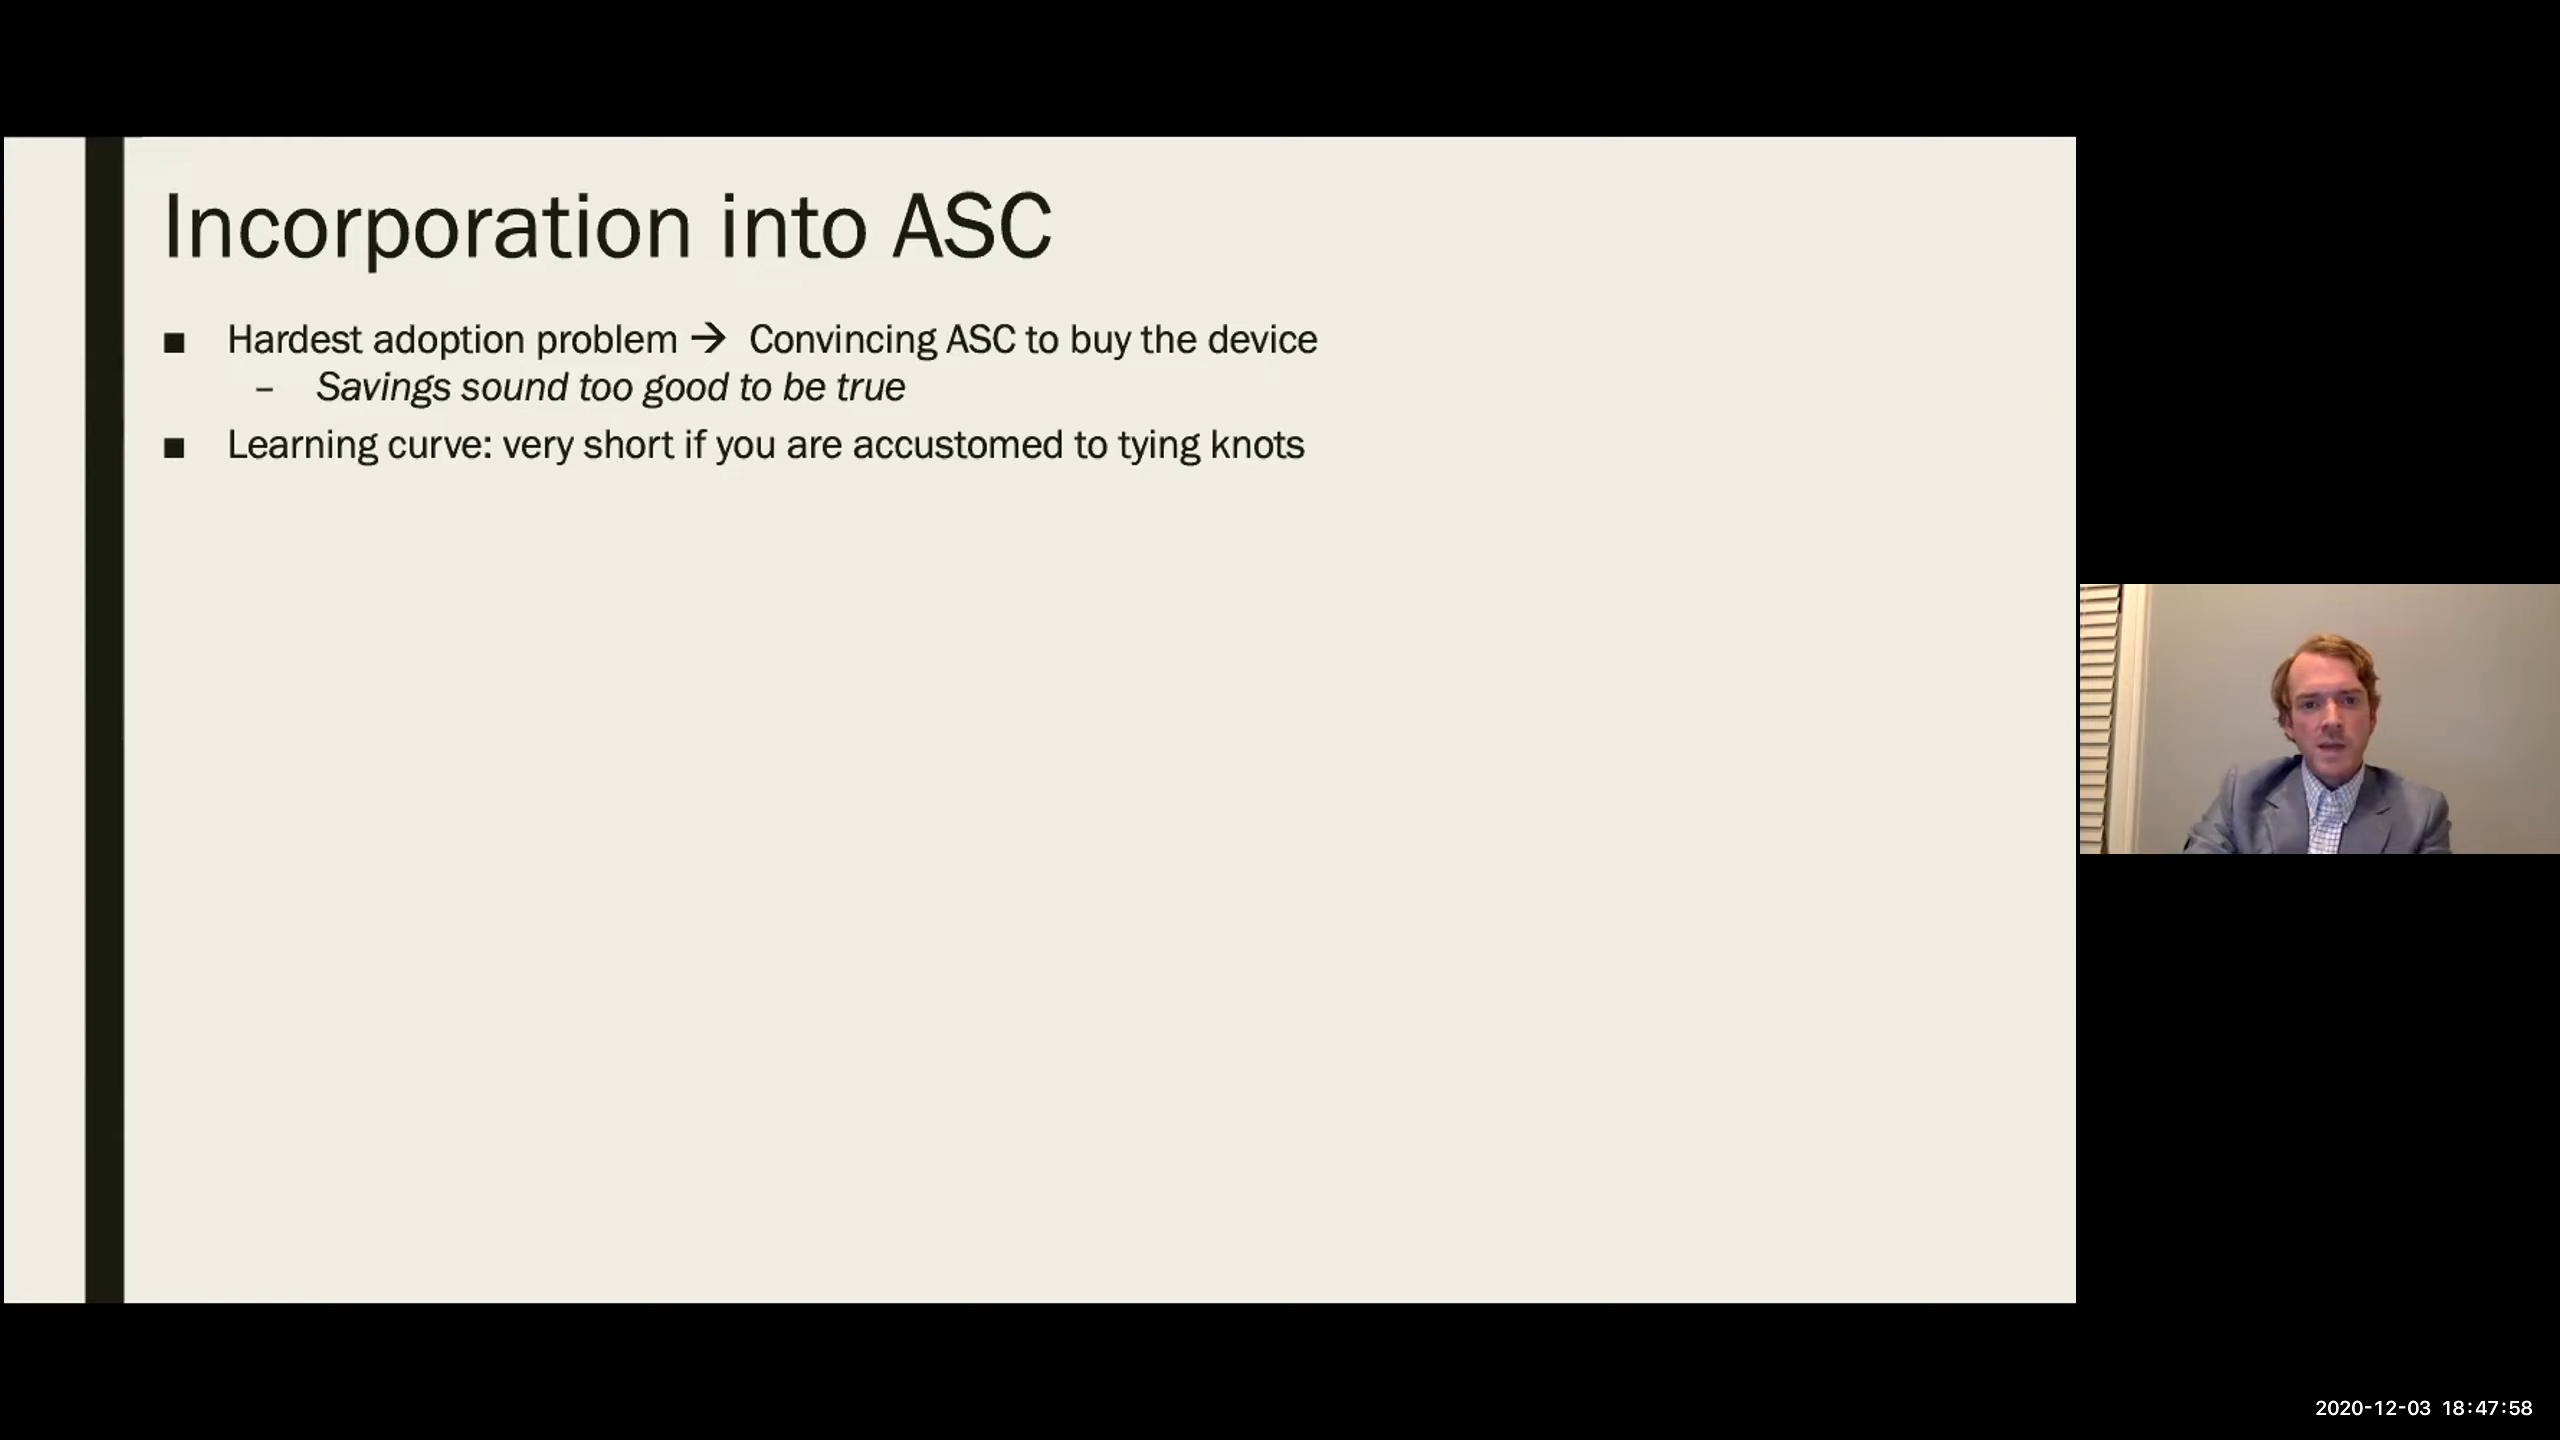 Incorporation into ASC
■ Hardest adoption problem → Convincing ASC to buy the device
– Savings sound too good to be true
■ Learning curve: very short if you are accustomed to tying knots
2020-12-03 18:47:58